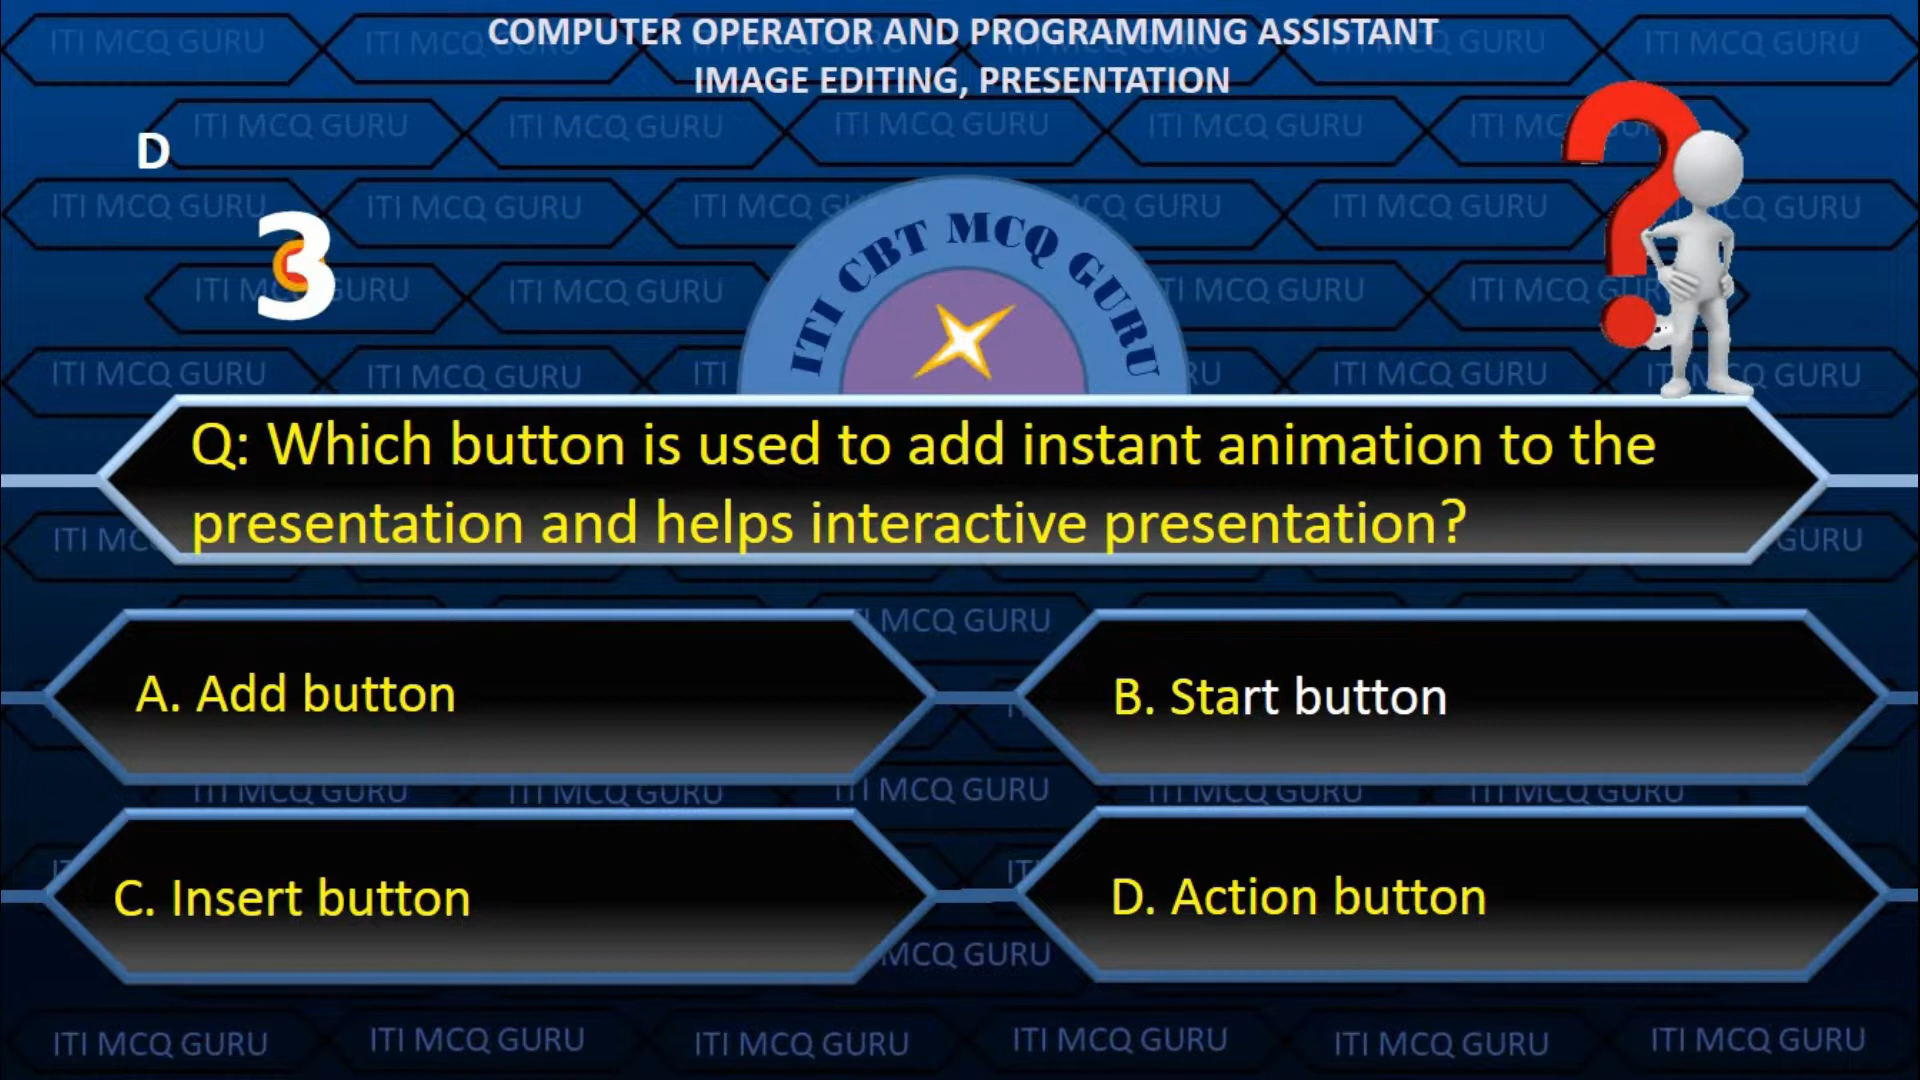 COMPUTER OPERATOR AND PROGRAMMING ASSISTANT
IMAGE EDITING, PRESENTATION
D
3
ITI CBT MCQ GURU
Q: Which button is used to add instant animation to the
presentation and helps interactive presentation?
A. Add button
B. Start button
C. Insert button
D. Action button
ITI MCQ GURU ITI MCQ GURU ITI MCQ GURU ITI MCQ GURU ITI MCQ GURU ITI MCQ GURU